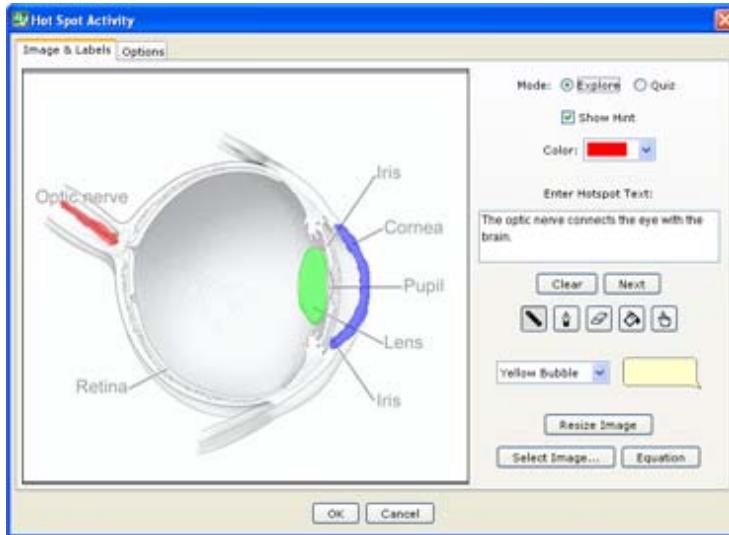 Hot Spot Activity
Image & Labels
Options
Mode:
Explore
Quiz
Show Hint
Color:
Enter Hotspot Text:
The optic nerve connects the eye with the
brain.
Clear
Next
Yellow Bubble
Resize Image
Select Image...
Equation
Optic nerve
Iris
Cornea
Pupil
Lens
Iris
Retina
OK
Cancel